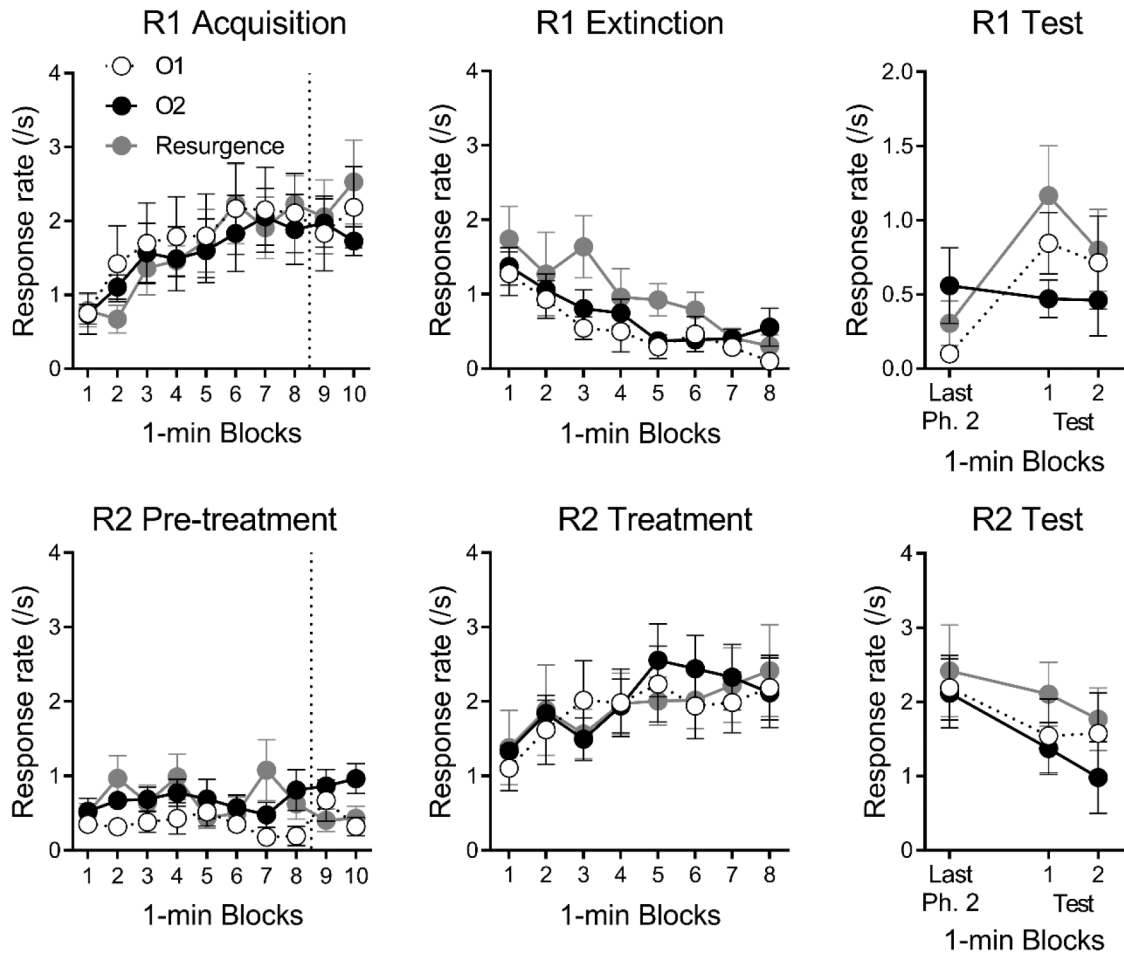 R1 Acquisition
Response rate (/s)
4
3
2
1
0
O1
O2
Resurgence
1 2 3 4 5 6 7 8 9 10
1-min Blocks
R1 Extinction
Response rate (/s)
4
3
2
1
0
1 2 3 4 5 6 7 8
1-min Blocks
R1 Test
Response rate (/s)
2.0
1.5
1.0
0.5
0.0
Last 1 2
Ph. 2 Test
1-min Blocks
R2 Pre-treatment
Response rate (/s)
4
3
2
1
0
1 2 3 4 5 6 7 8 9 10
1-min Blocks
R2 Treatment
Response rate (/s)
4
3
2
1
0
1 2 3 4 5 6 7 8
1-min Blocks
R2 Test
Response rate (/s)
4
3
2
1
0
Last 1 2
Ph. 2 Test
1-min Blocks